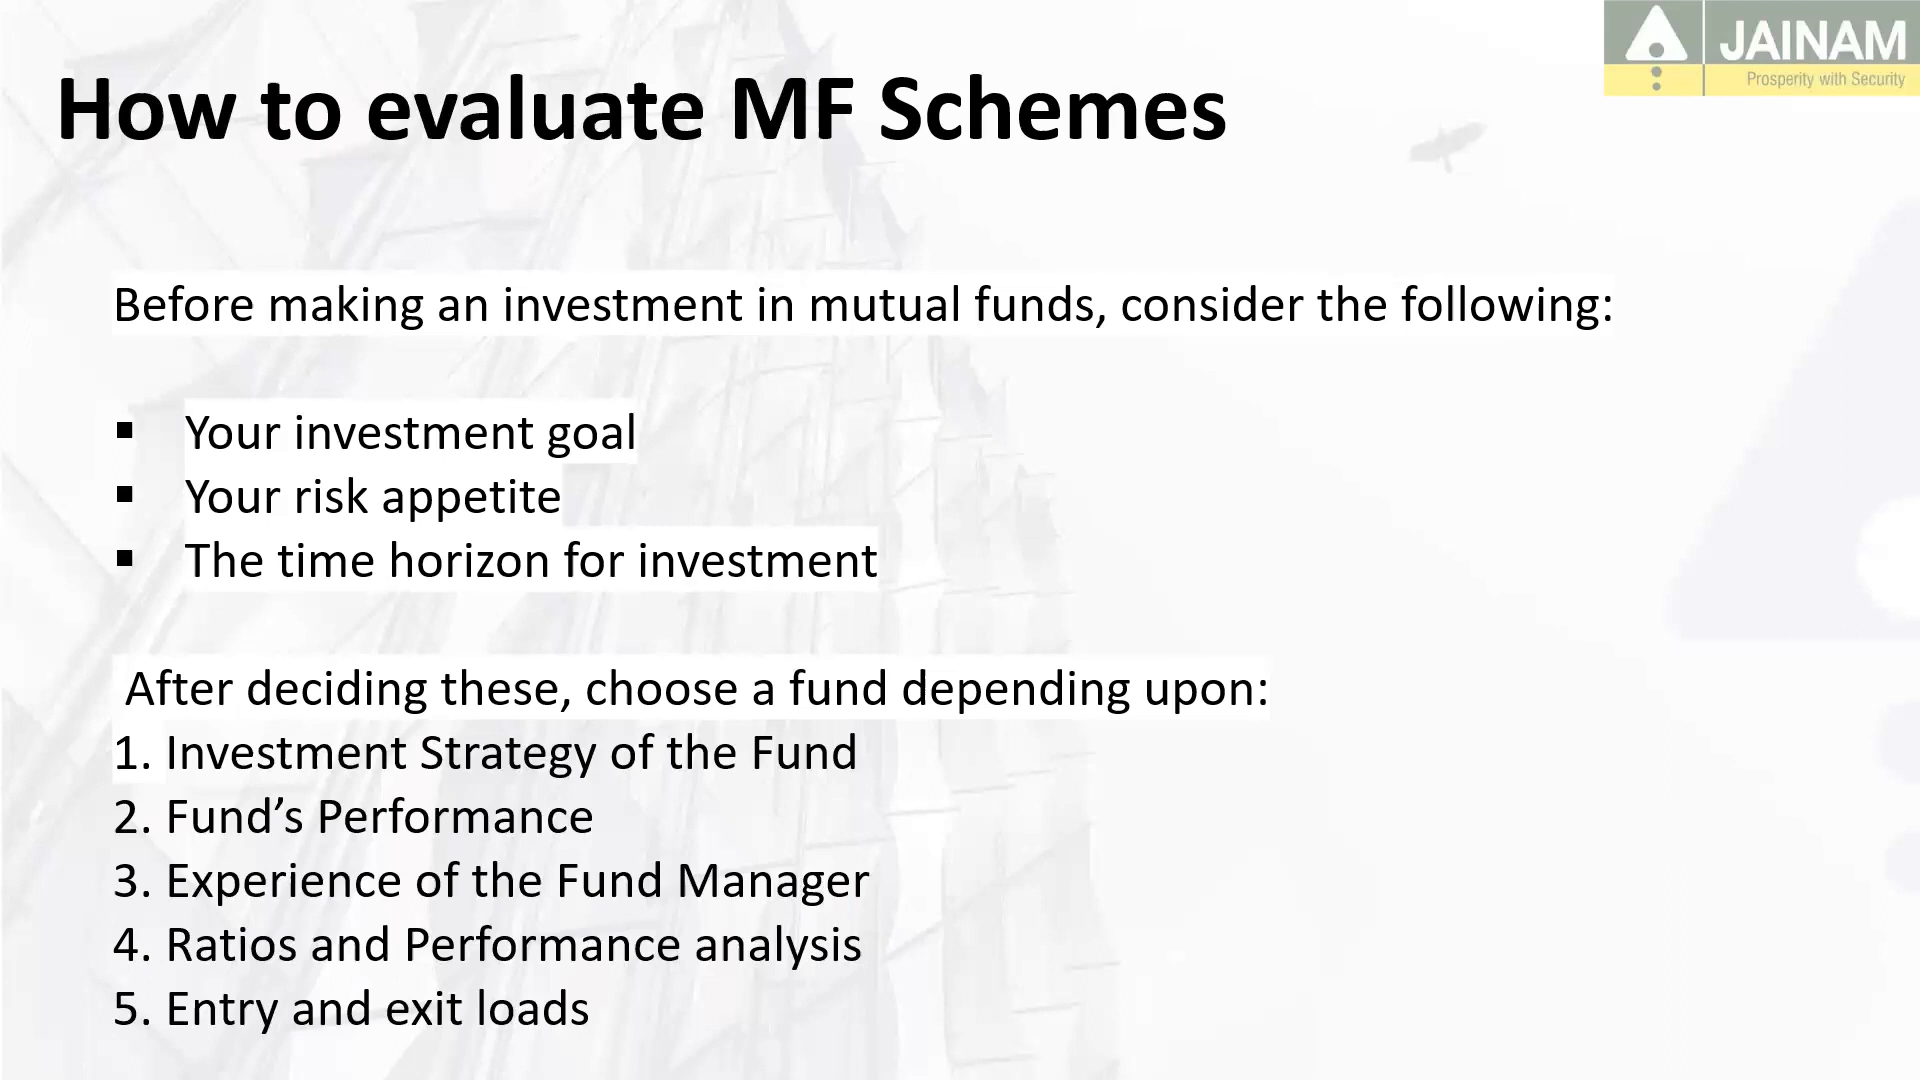 JAINAM
Prosperity with Security
How to evaluate MF Schemes
Before making an investment in mutual funds, consider the following:
▪ Your investment goal
▪ Your risk appetite
▪ The time horizon for investment
After deciding these, choose a fund depending upon:
1. Investment Strategy of the Fund
2. Fund’s Performance
3. Experience of the Fund Manager
4. Ratios and Performance analysis
5. Entry and exit loads